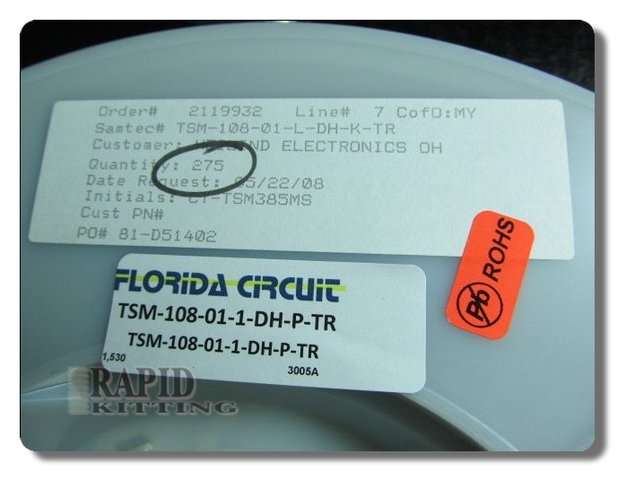 Order# 2119932 Line# 7 CofO:MY
Samtec# TSM-108-01-L-DH-K-TR
Customer: ELECTRONICS OH
Quantity: 275
Date Request: 05/22/08
Initials: CT-TSM385MS
Cust PN#
PO# 81-D51402
Pb ROHS
FLORIDA CIRCUIT
TSM-108-01-1-DH-P-TR
TSM-108-01-1-DH-P-TR
1,530 3005A
RAPID
KITTING